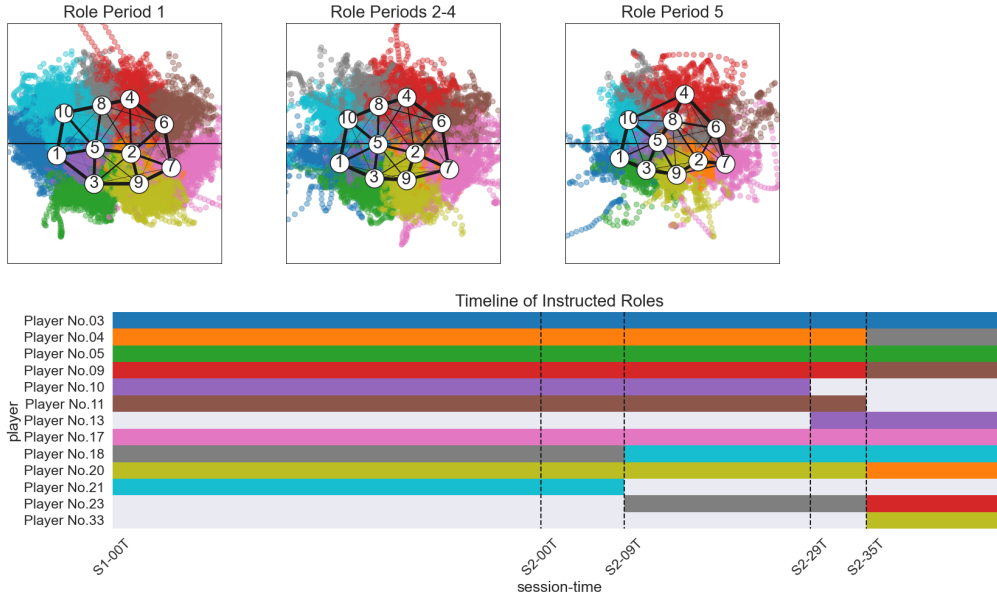 Role Period 1
Role Periods 2-4
Role Period 5
10 8 4 6 5 2 1 7 3 9
4 8 10 6 5 2 1 7 3 9
4 10 8 6 5 1 2 7 3 9
Timeline of Instructed Roles
player
Player No.03
Player No.04
Player No.05
Player No.09
Player No.10
Player No.11
Player No.13
Player No.17
Player No.18
Player No.20
Player No.21
Player No.23
Player No.33
S1-00T
S2-00T
S2-09T
S2-29T
S2-35T
session-time